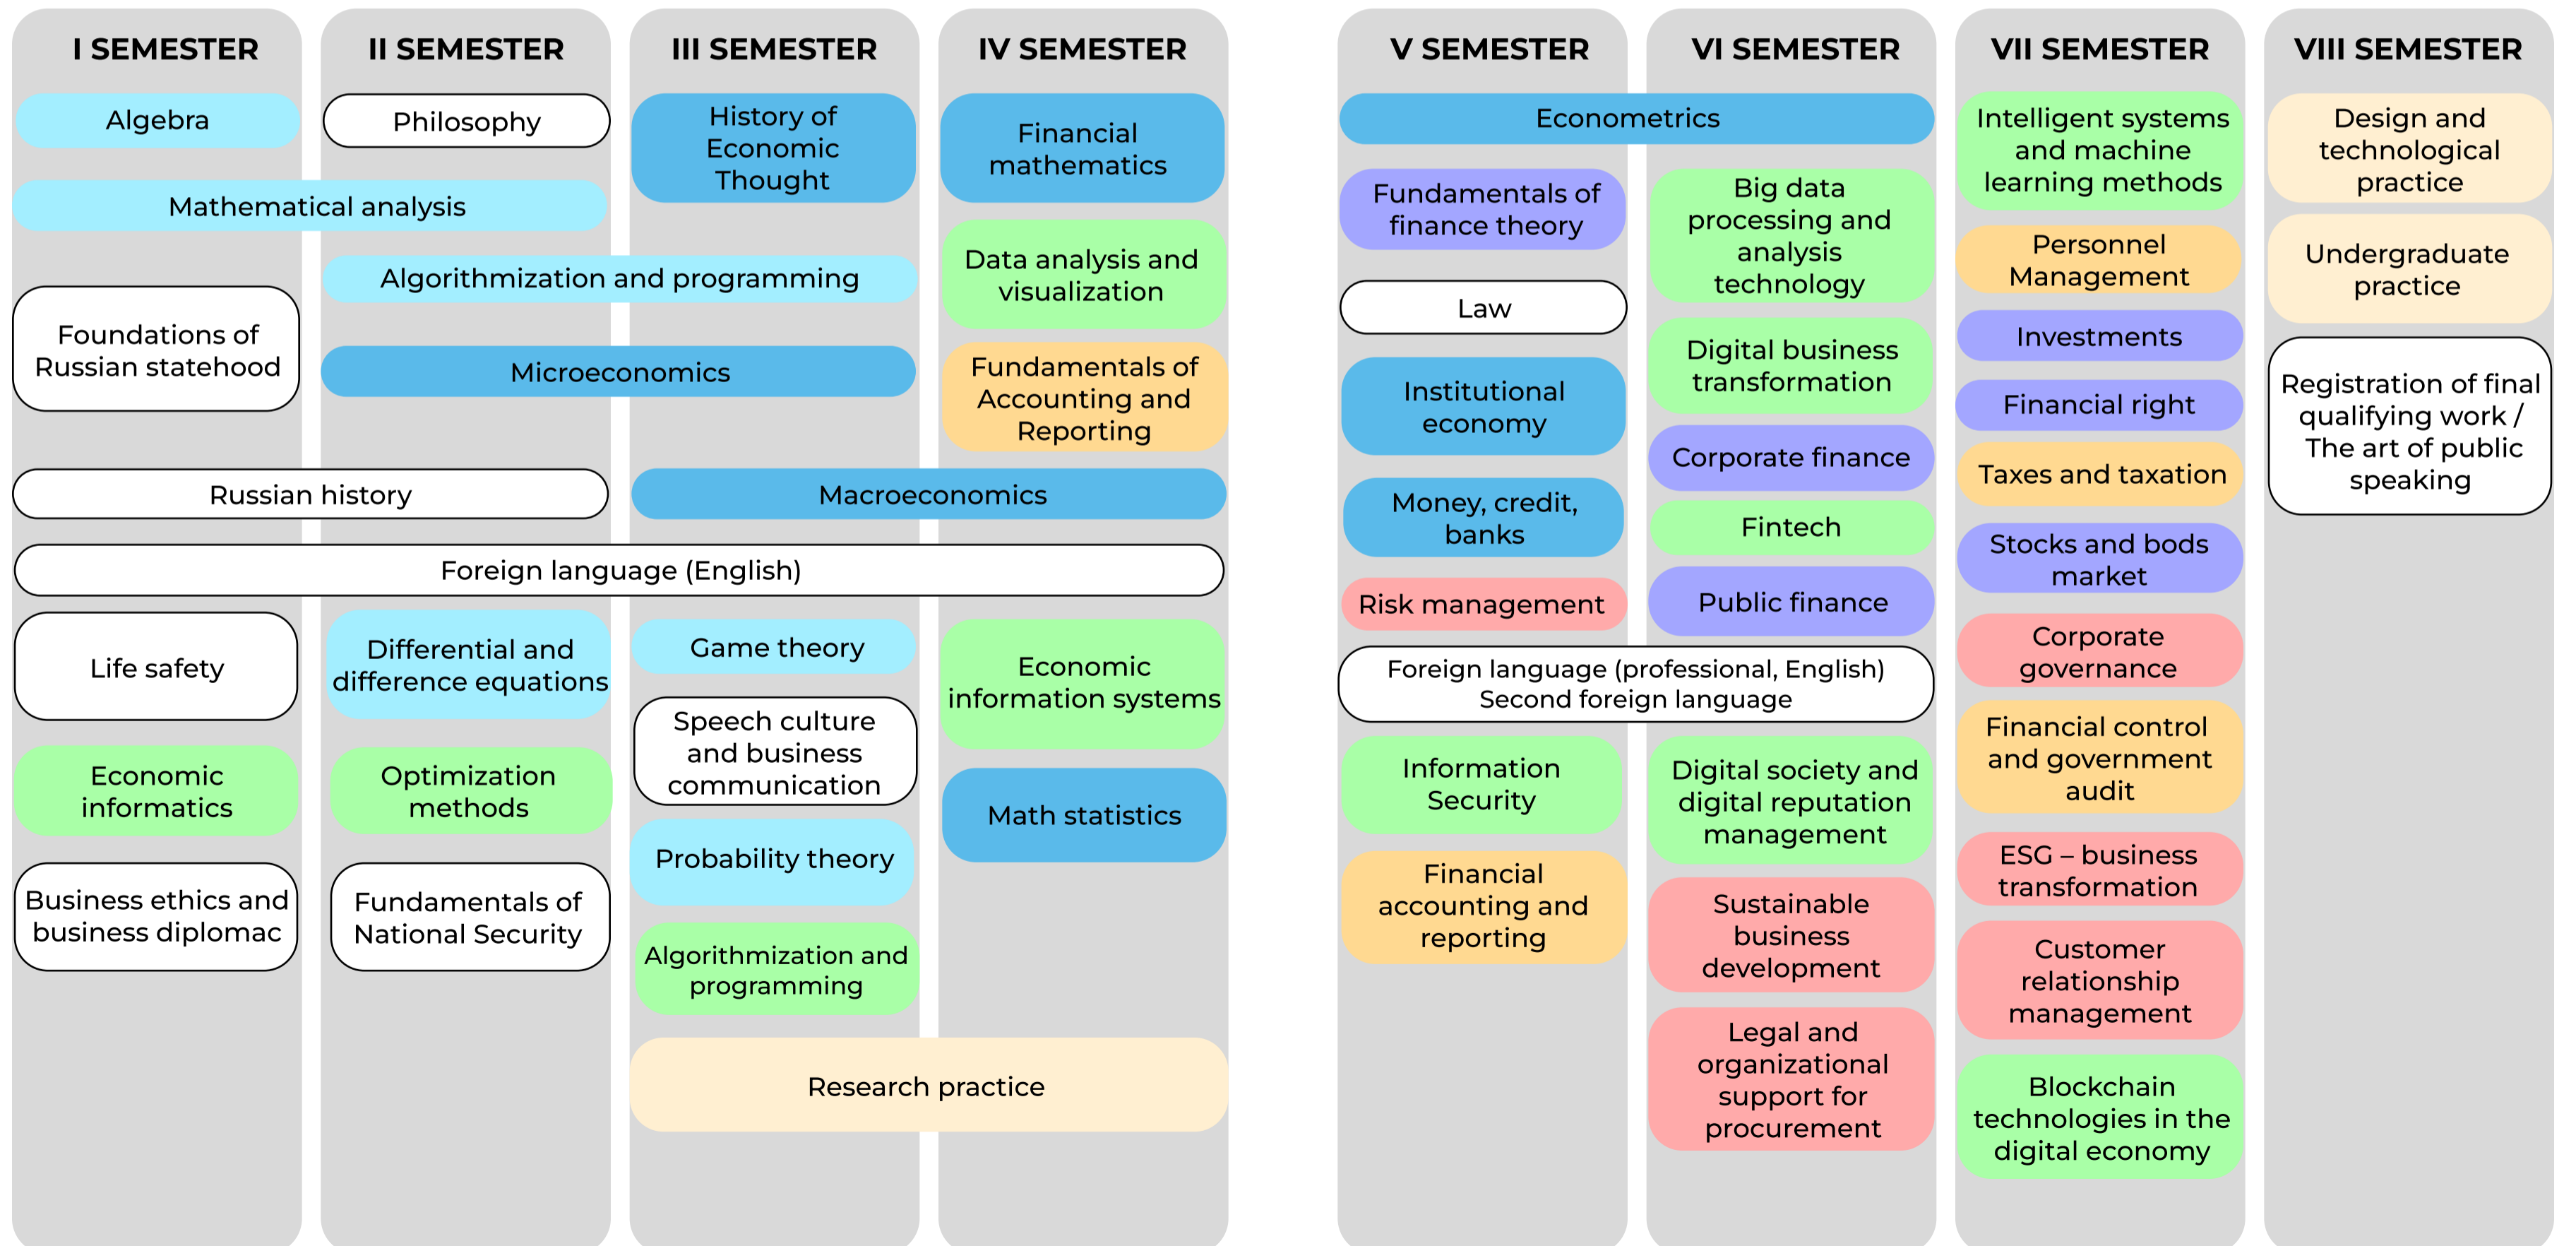 I SEMESTER
Algebra
Mathematical analysis
Foundations of
Russian statehood
Russian history
Foreign language (English)
Life safety
Economic
informatics
Business ethics and
business diplomac
II SEMESTER
Philosophy
Algorithmization and programming
Microeconomics
Differential and
difference equations
Optimization
methods
Fundamentals of
National Security
III SEMESTER
History of
Economic
Thought
Macroeconomics
Game theory
Speech culture
and business
communication
Probability theory
Algorithmization and
programming
Research practice
IV SEMESTER
Financial
mathematics
Data analysis and
visualization
Fundamentals of
Accounting and
Reporting
Economic
information systems
Math statistics
V SEMESTER
Econometrics
Fundamentals of
finance theory
Law
Institutional
economy
Money, credit,
banks
Risk management
Foreign language (professional, English)
Second foreign language
Information
Security
Financial
accounting and
reporting
VI SEMESTER
Big data
processing and
analysis
technology
Digital business
transformation
Corporate finance
Fintech
Public finance
Digital society and
digital reputation
management
Sustainable
business
development
Legal and
organizational
support for
procurement
VII SEMESTER
Intelligent systems
and machine
learning methods
Personnel
Management
Investments
Financial right
Taxes and taxation
Stocks and bods
market
Corporate
governance
Financial control
and government
audit
ESG – business
transformation
Customer
relationship
management
Blockchain
technologies in the
digital economy
VIII SEMESTER
Design and
technological
practice
Undergraduate
practice
Registration of final
qualifying work /
The art of public
speaking